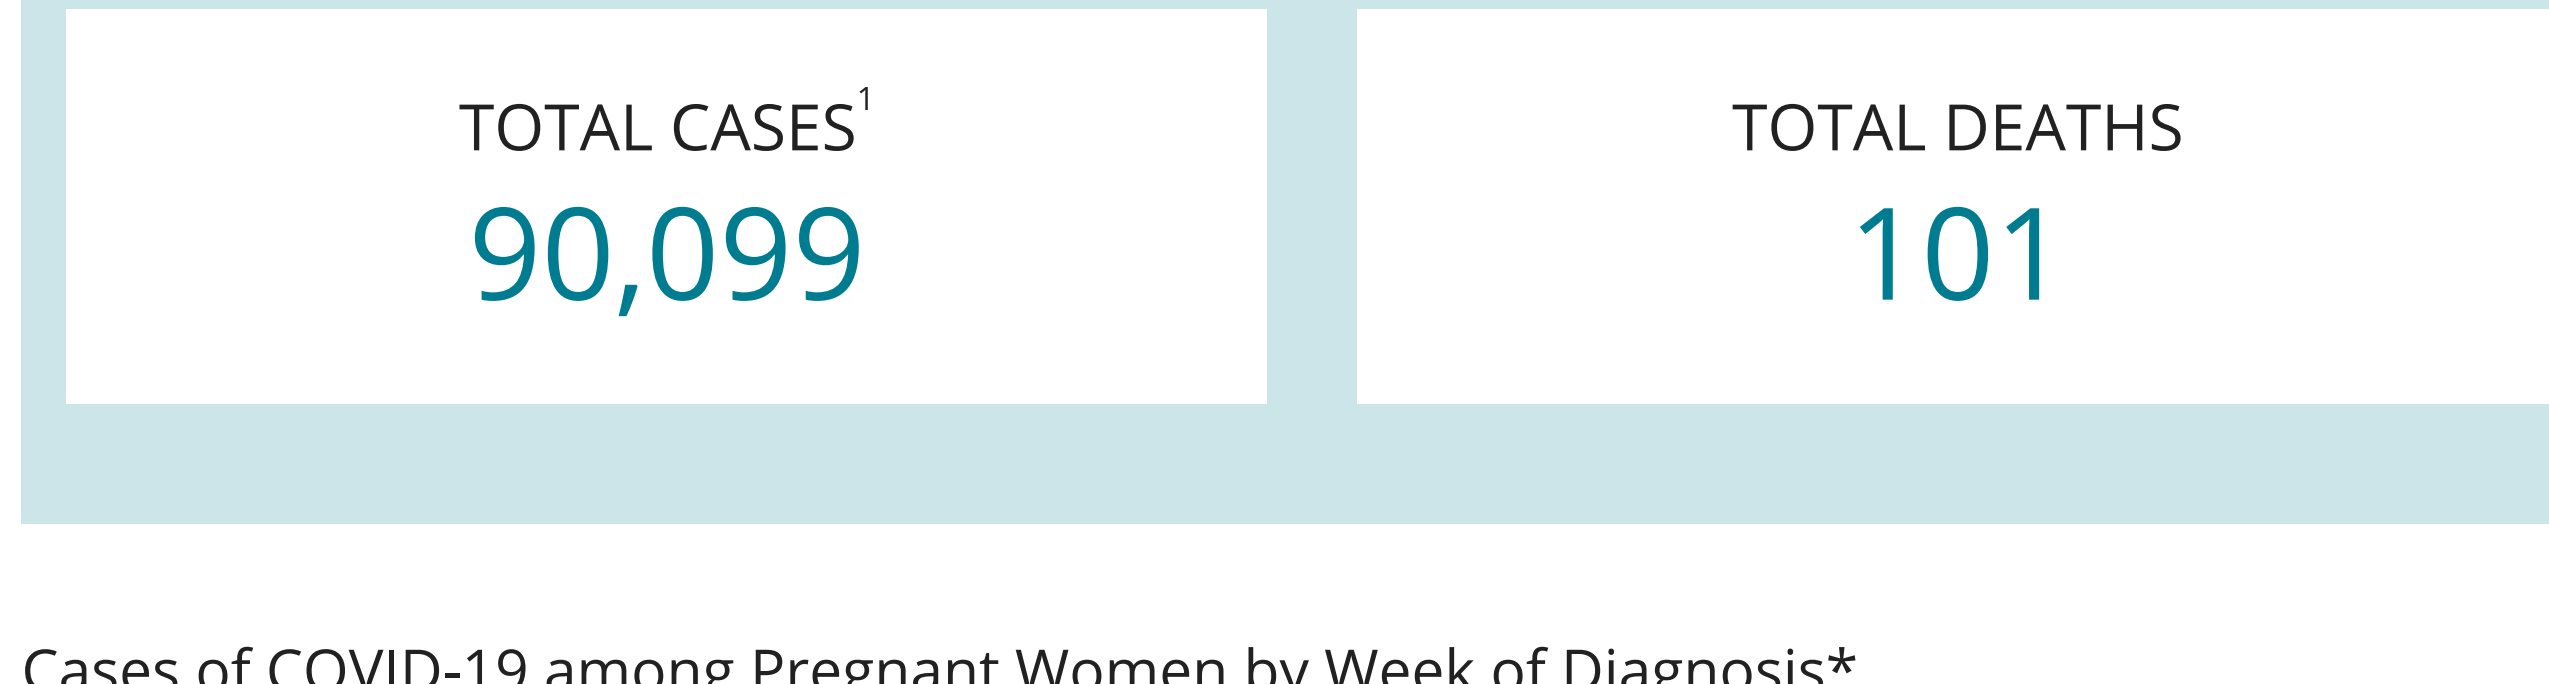 TOTAL CASES¹
TOTAL DEATHS
90,099
101
Cases of COVID-19 among Pregnant Women by Week of Diagnosis*